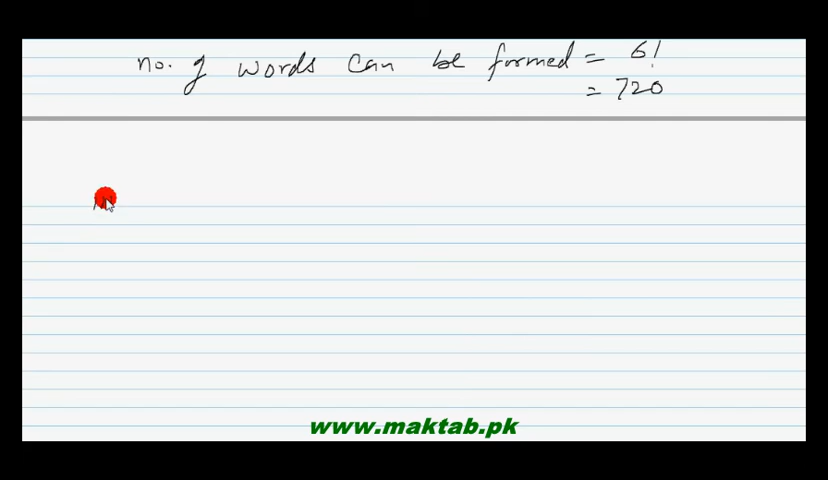 no. of words can be formed = 6!
= 720
www.maktab.pk